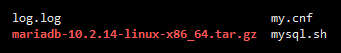 log.log my.cnf
mariadb-10.2.14-linux-x86_64.tar.gz mysql.sh